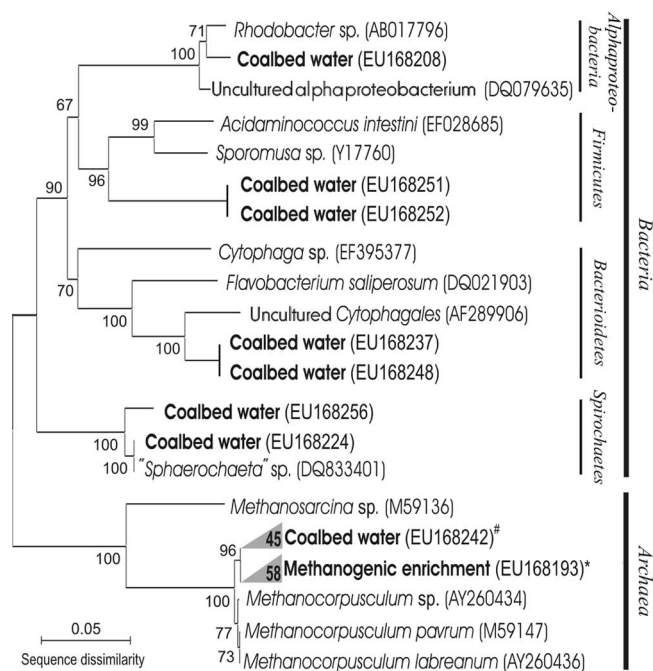 71
Rhodobacter sp. (AB017796)
100
Coalbed water (EU168208)
Uncultured alphaproteobacterium (DQ079635)
Alphaproteo-
bacteria
67
99
Acidaminococcus intestini (EF028685)
Sporomusa sp. (Y17760)
96
Coalbed water (EU168251)
Coalbed water (EU168252)
Firmicutes
90
Cytophaga sp. (EF395377)
70
Flavobacterium saliperosum (DQ021903)
100
Uncultured Cytophagales (AF289906)
100
Coalbed water (EU168237)
Coalbed water (EU168248)
Bacterioidetes
Bacteria
Coalbed water (EU168256)
100
Coalbed water (EU168224)
100
"Sphaerochaeta" sp. (DQ833401)
Spirochaetes
Methanosarcina sp. (M59136)
100
96
45 Coalbed water (EU168242)#
58 Methanogenic enrichment (EU168193)*
100
Methanocorpusculum sp. (AY260434)
77
Methanocorpusculum pavrum (M59147)
73
Methanocorpusculum labreanum (AY260436)
Archaea
0.05
Sequence dissimilarity